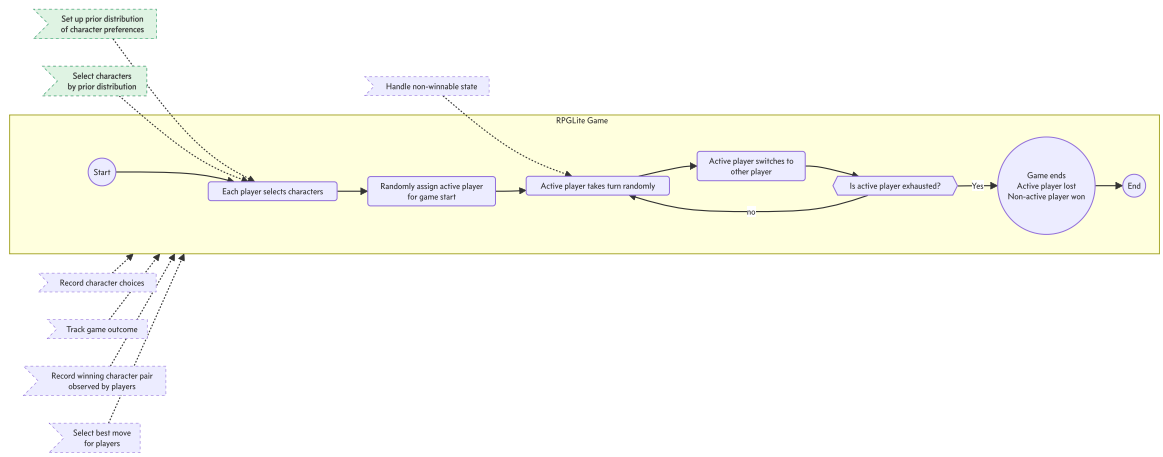 Set up prior distribution
of character preferences
Select characters
by prior distribution
Handle non-winnable state
RPGLite Game
Start
Each player selects characters
Randomly assign active player
for game start
Active player takes turn randomly
Active player switches to
other player
Is active player exhausted?
no
Yes
Game ends
Active player lost
Non-active player won
End
Record character choices
Track game outcome
Record winning character pair
observed by players
Select best move
for players